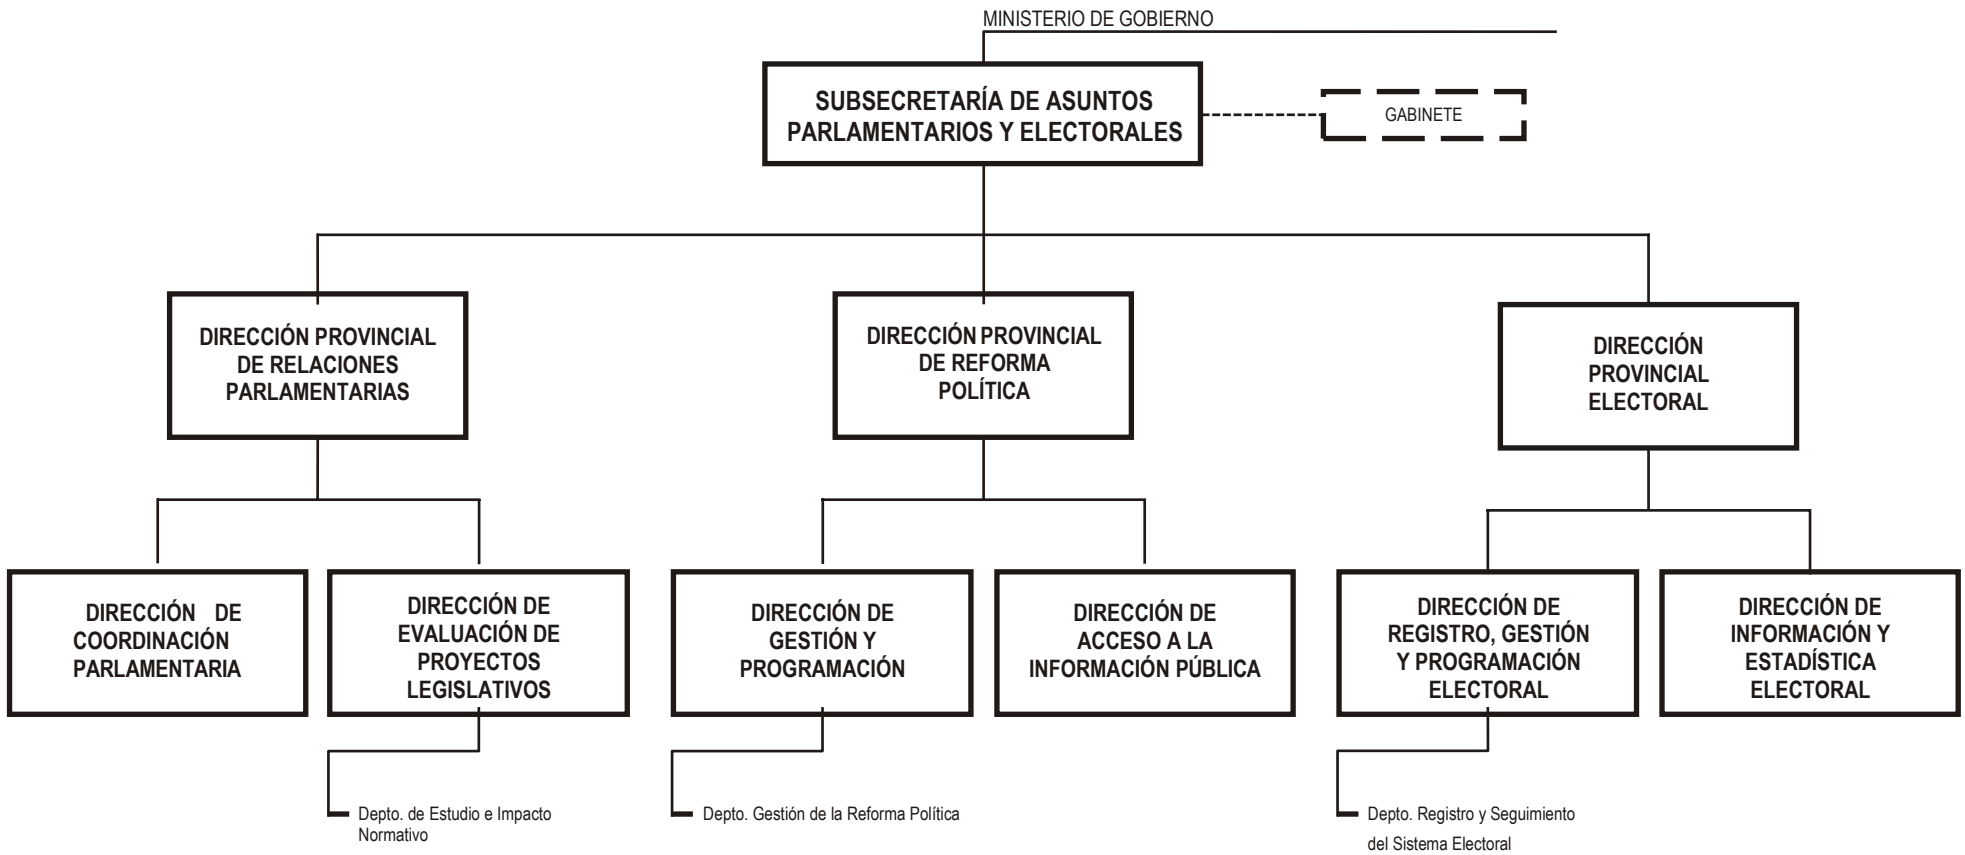 MINISTERIO DE GOBIERNO
SUBSECRETARÍA DE ASUNTOS
PARLAMENTARIOS Y ELECTORALES
GABINETE
DIRECCIÓN PROVINCIAL
DE RELACIONES
PARLAMENTARIAS
DIRECCIÓN PROVINCIAL
DE REFORMA
POLÍTICA
DIRECCIÓN
PROVINCIAL
ELECTORAL
DIRECCIÓN DE
COORDINACIÓN
PARLAMENTARIA
DIRECCIÓN DE
EVALUACIÓN DE
PROYECTOS
LEGISLATIVOS
DIRECCIÓN DE
GESTIÓN Y
PROGRAMACIÓN
DIRECCIÓN DE
ACCESO A LA
INFORMACIÓN PÚBLICA
DIRECCIÓN DE
REGISTRO, GESTIÓN
Y PROGRAMACIÓN
ELECTORAL
DIRECCIÓN DE
INFORMACIÓN Y
ESTADÍSTICA
ELECTORAL
Depto. de Estudio e Impacto
Normativo
Depto. Gestión de la Reforma Política
Depto. Registro y Seguimiento
del Sistema Electoral